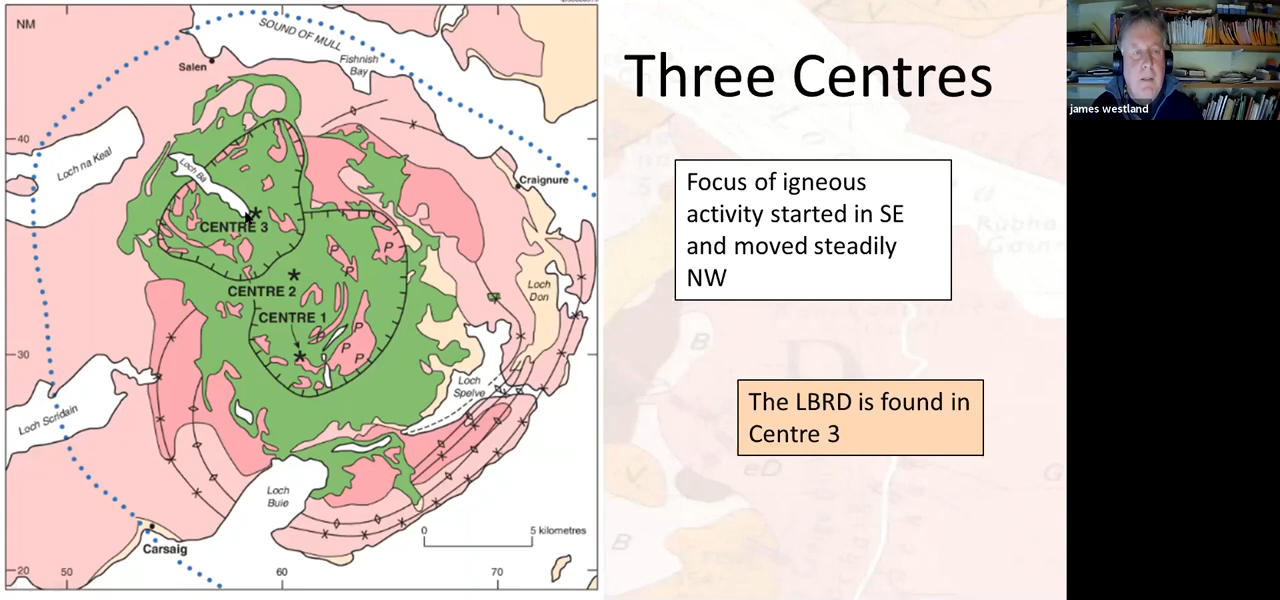 NM
SOUND OF MULL
Fishnish
Bay
Salen
40
Loch na Keal
Loch Ba
Craignure
CENTRE 3
P
P
P
CENTRE 2
Loch
Don
CENTRE 1
P
P
P
P
30
Loch
Spelve
Loch Scridain
Loch
Buie
0
5 kilometres
Carsaig
20
50
60
70
Three Centres
Focus of igneous
activity started in SE
and moved steadily
NW
The LBRD is found in
Centre 3
B
V
eD
B
D
james westland